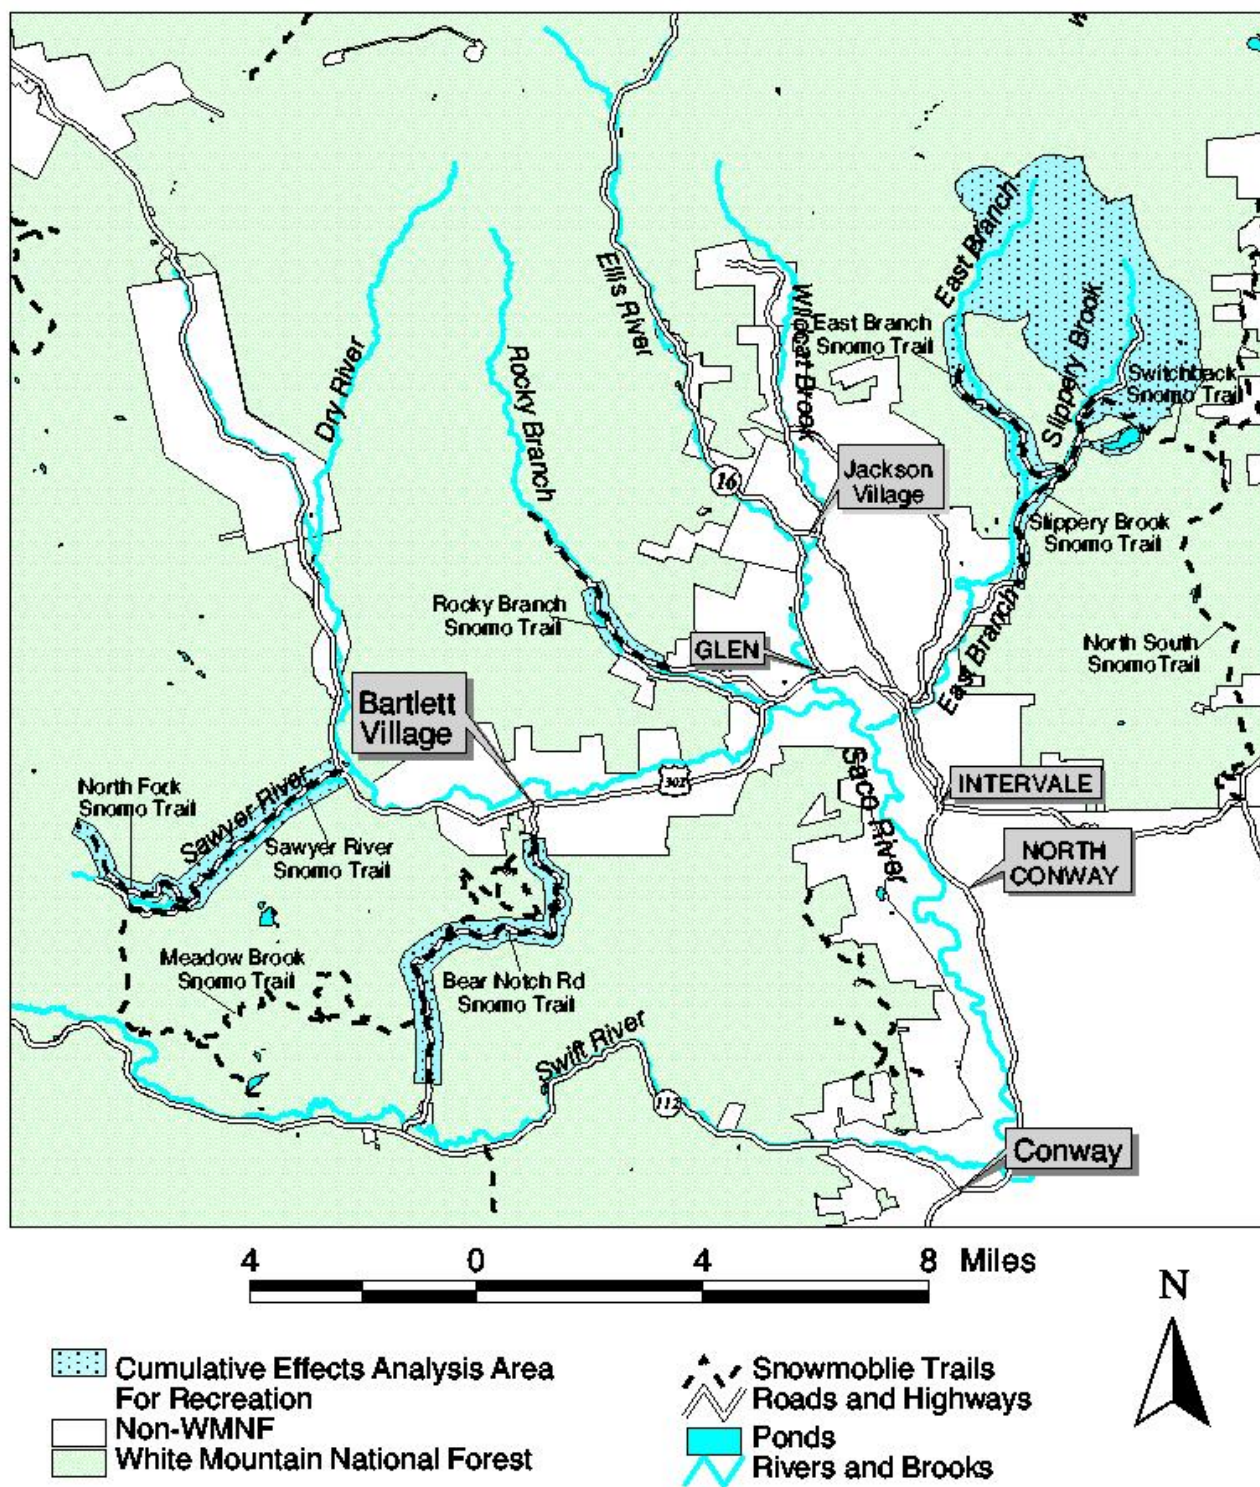 W
East Branch
Ellis River
Wildcat Brook
East Branch
Snomo Trail
Slippery Brook
Dry River
Rocky Branch
Switchback
Snomo Trail
16
Jackson
Village
Slippery Brook
Snomo Trail
Rocky Branch
Snomo Trail
GLEN
East Branch
North South
Snomo Trail
Bartlett
Village
North Fork
Snomo Trail
Sawyer River
Sawyer River
Snomo Trail
302
Saco River
INTERVALE
NORTH
CONWAY
Meadow Brook
Snomo Trail
Bear Notch Rd
Snomo Trail
Swift River
112
Conway
4 0 4 8 Miles
N
Cumulative Effects Analysis Area
For Recreation
Non-WMNF
White Mountain National Forest
Snowmoblie Trails
Roads and Highways
Ponds
Rivers and Brooks